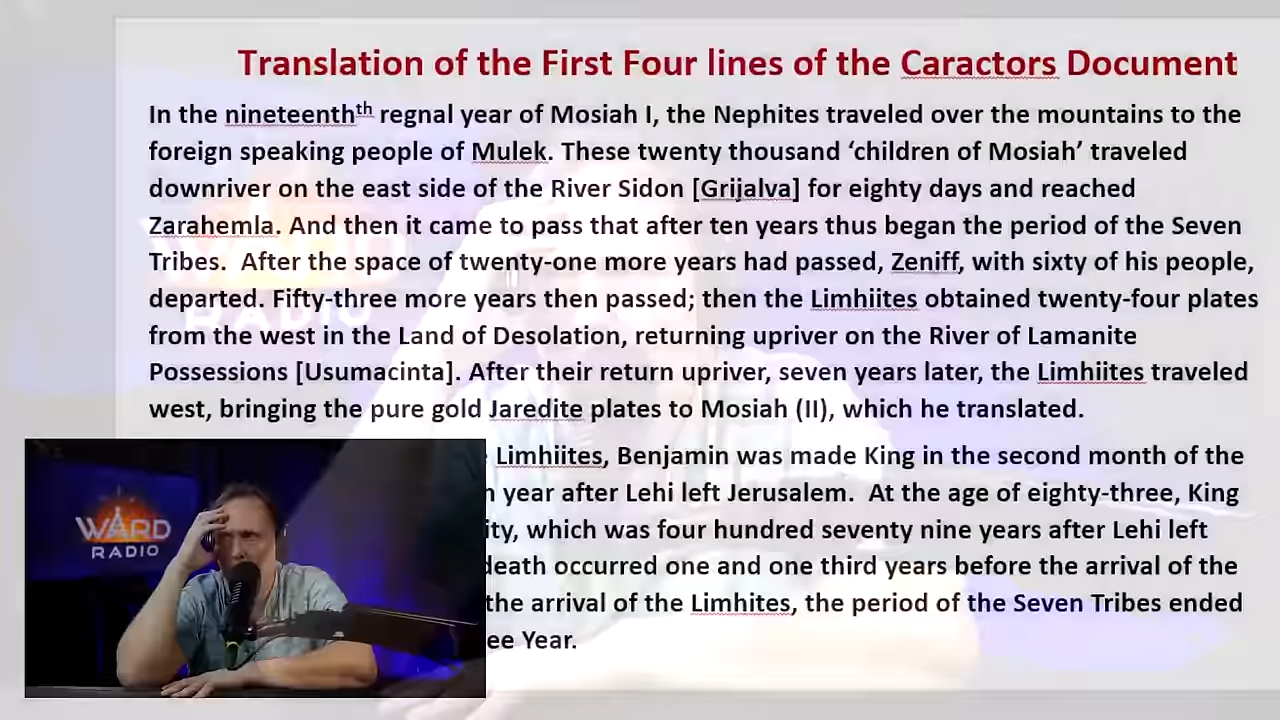 Translation of the First Four lines of the Caractors Document
In the nineteenthth regnal year of Mosiah I, the Nephites traveled over the mountains to the
foreign speaking people of Mulek. These twenty thousand ‘children of Mosiah’ traveled
downriver on the east side of the River Sidon [Grijalva] for eighty days and reached
Zarahemla. And then it came to pass that after ten years thus began the period of the Seven
Tribes.  After the space of twenty-one more years had passed, Zeniff, with sixty of his people,
departed. Fifty-three more years then passed; then the Limhiites obtained twenty-four plates
from the west in the Land of Desolation, returning upriver on the River of Lamanite
Possessions [Usumacinta]. After their return upriver, seven years later, the Limhiites traveled
west, bringing the pure gold Jaredite plates to Mosiah (II), which he translated.
Limhiites, Benjamin was made King in the second month of the
year after Lehi left Jerusalem.  At the age of eighty-three, King
which was four hundred seventy nine years after Lehi left
death occurred one and one third years before the arrival of the
the arrival of the Limhites, the period of the Seven Tribes ended
Year.
WARD
RADIO